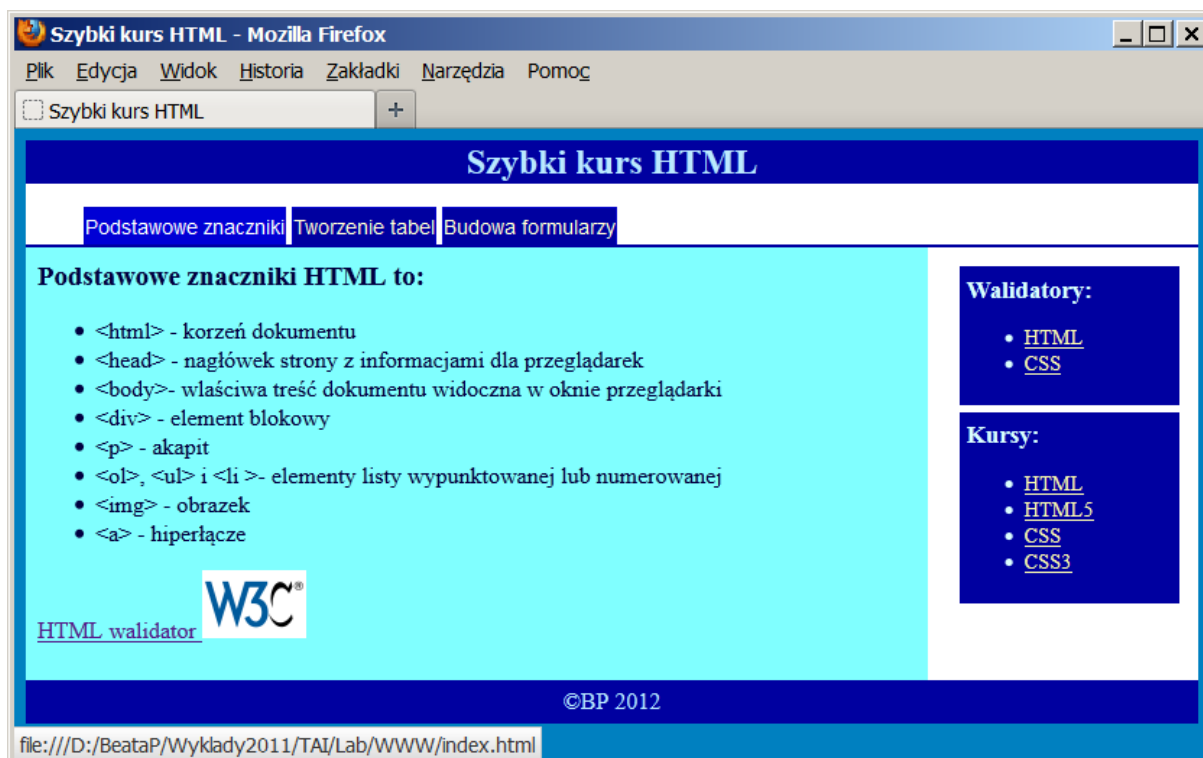 Szybki kurs HTML - Mozilla Firefox
Plik Edycja Widok Historia Zakładki Narzędzia Pomoc
Szybki kurs HTML +
Szybki kurs HTML
Podstawowe znaczniki Tworzenie tabel Budowa formularzy
Podstawowe znaczniki HTML to:
• <html> - korzeń dokumentu
• <head> - nagłówek strony z informacjami dla przeglądarek
• <body>- wlaściwa treść dokumentu widoczna w oknie przeglądarki
• <div> - element blokowy
• <p> - akapit
• <ol>, <ul> i <li >- elementy listy wypunktowanej lub numerowanej
• <img> - obrazek
• <a> - hiperłącze
HTML walidator W3C®
Walidatory:
• HTML
• CSS
Kursy:
• HTML
• HTML5
• CSS
• CSS3
©BP 2012
file:///D:/BeataP/Wyklady2011/TAI/Lab/WWW/index.html